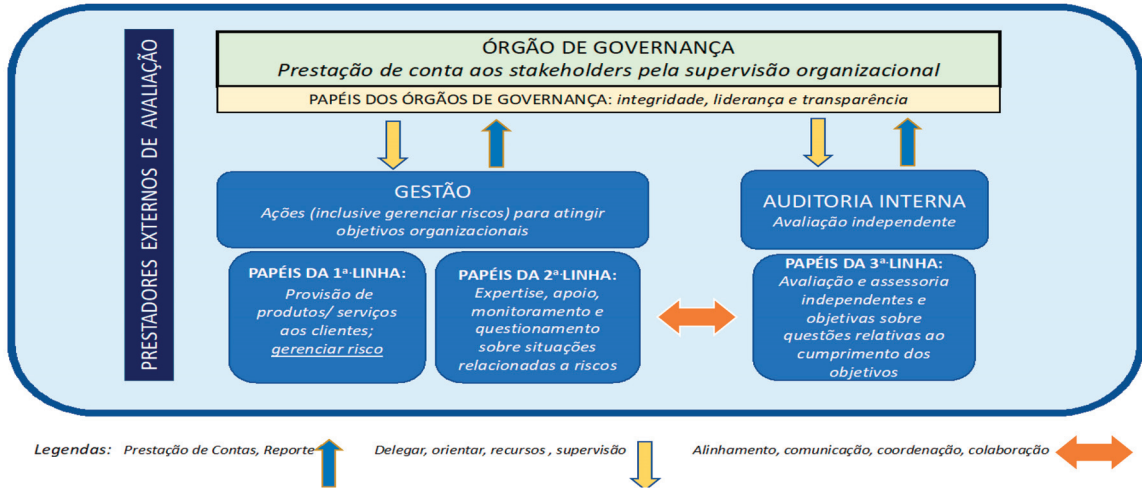 PRESTADORES EXTERNOS DE AVALIAÇÃO
ÓRGÃO DE GOVERNANÇA
Prestação de conta aos stakeholders pela supervisão organizacional
PAPÉIS DOS ÓRGÃOS DE GOVERNANÇA: integridade, liderança e transparência
GESTÃO
Ações (inclusive gerenciar riscos) para atingir
objetivos organizacionais
AUDITORIA INTERNA
Avaliação independente
PAPÉIS DA 1ª·LINHA:
Provisão de
produtos/ serviços
aos clientes;
gerenciar risco
PAPÉIS DA 2ª·LINHA:
Expertise, apoio,
monitoramento e
questionamento
sobre situações
relacionadas a riscos
PAPÉIS DA 3ª·LINHA:
Avaliação e assessoria
independentes e
objetivas sobre
questões relativas ao
cumprimento dos
objetivos
Legendas: Prestação de Contas, Reporte
Delegar, orientar, recursos , supervisão
Alinhamento, comunicação, coordenação, colaboração